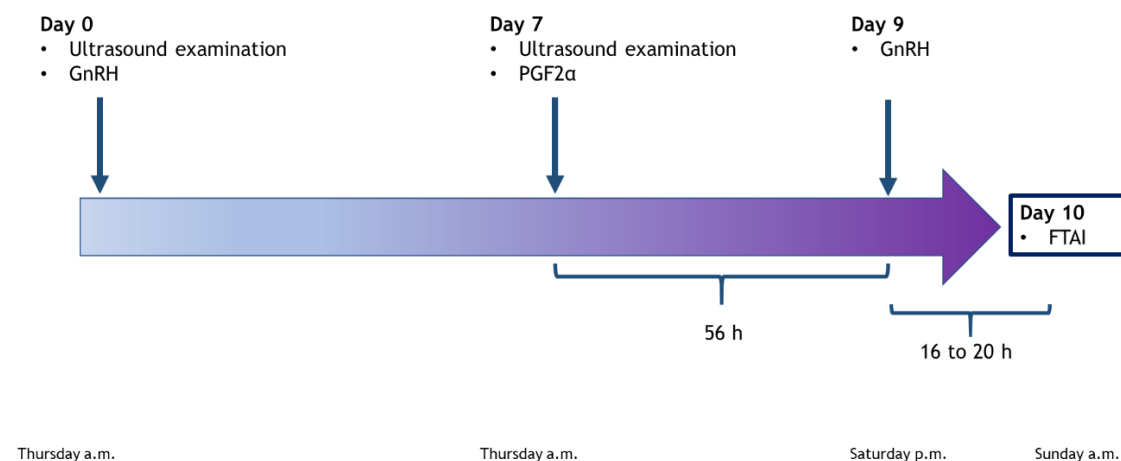 Day 0
• Ultrasound examination
• GnRH
Day 7
• Ultrasound examination
• PGF2α
Day 9
• GnRH
Day 10
• FTAI
56 h
16 to 20 h
Thursday a.m.
Thursday a.m.
Saturday p.m.
Sunday a.m.